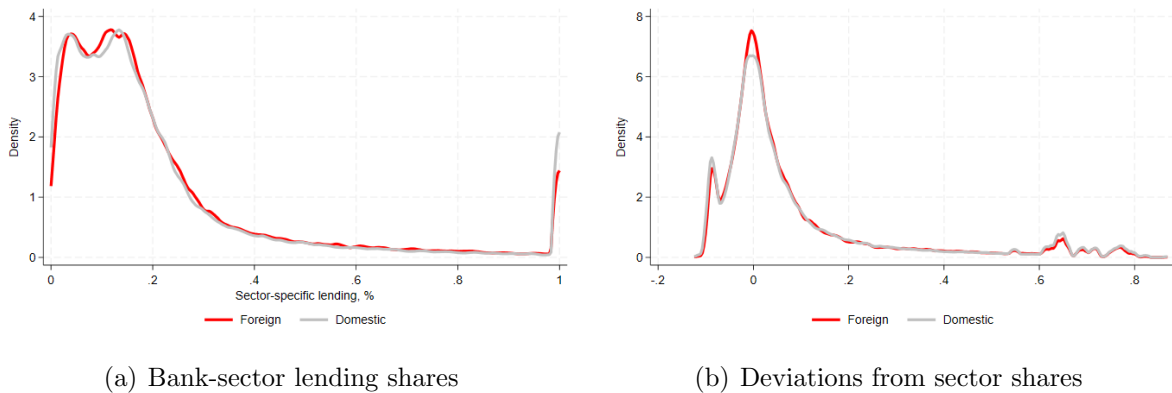 4
3
2
1
0
Density
0
.2
.4
.6
.8
1
Sector-specific lending, %
Foreign
Domestic
(a) Bank-sector lending shares
8
6
4
2
0
Density
-.2
0
.2
.4
.6
.8
Foreign
Domestic
(b) Deviations from sector shares